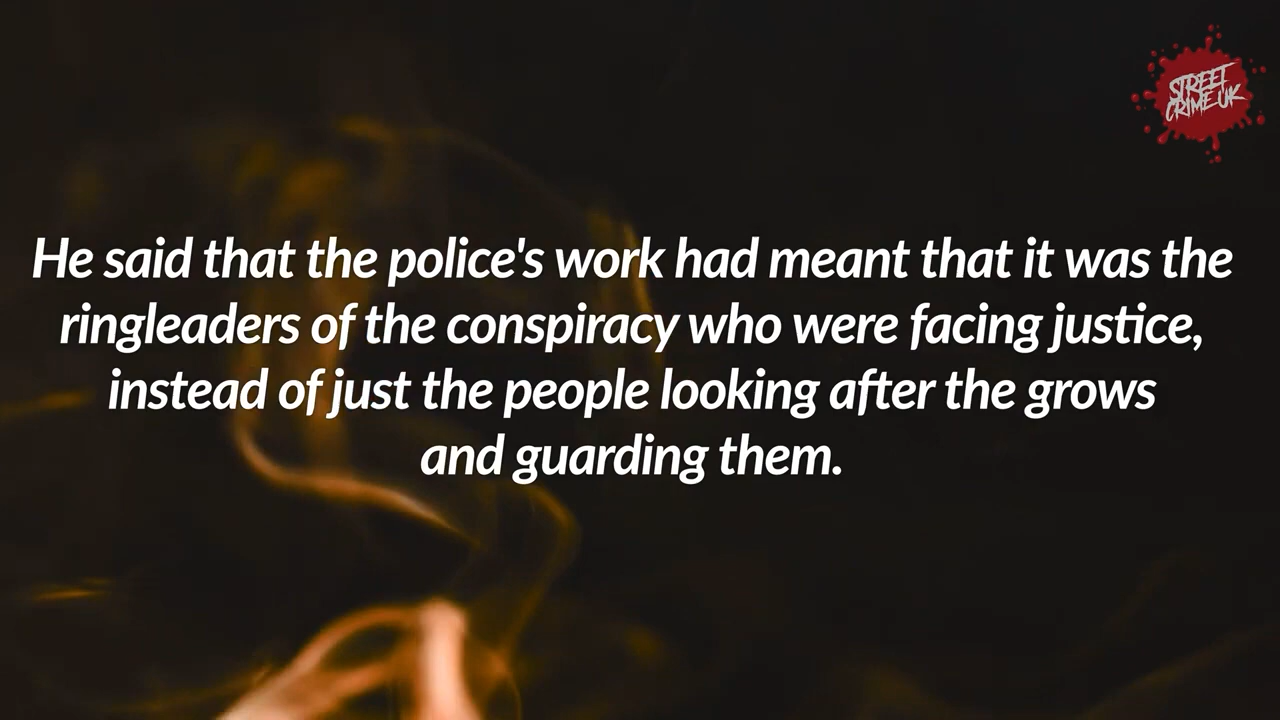 STREET
CRIME UK
He said that the police's work had meant that it was the
ringleaders of the conspiracy who were facing justice,
instead of just the people looking after the grows
and guarding them.